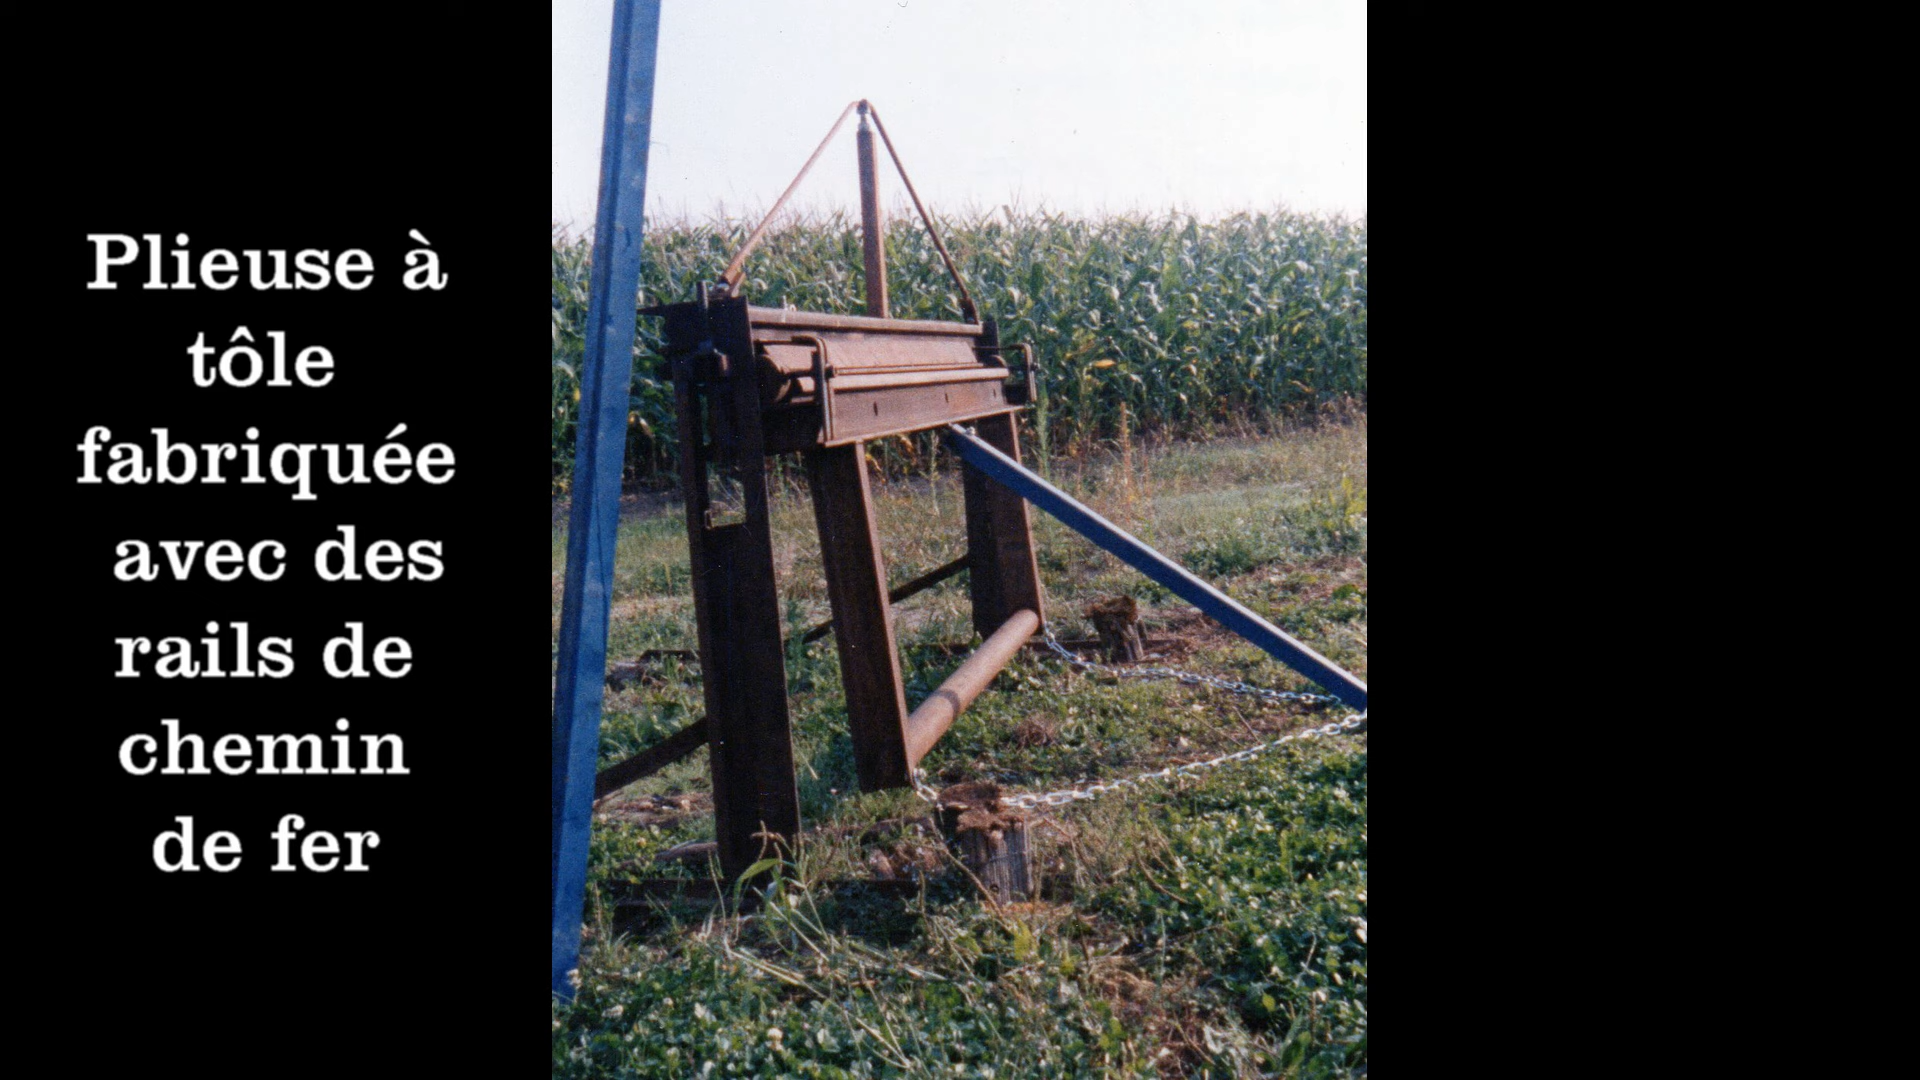 Plieuse à
tôle
fabriquée
avec des
rails de
chemin
de fer